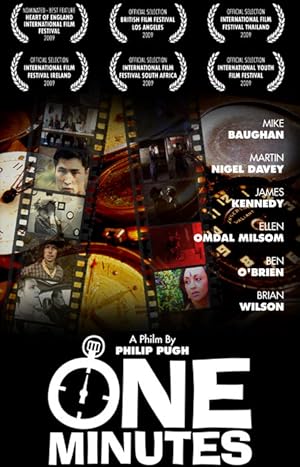 NOMINATED - BEST FEATURE
HEART OF ENGLAND
INTERNATIONAL FILM
FESTIVAL
2009
OFFICIAL SELECTION
BRITISH FILM FESTIVAL
LOS ANGELES
2009
OFFICIAL SELECTION
INTERNATIONAL FILM
FESTIVAL THAILAND
2009
OFFICIAL SELECTION
INTERNATIONAL FILM
FESTIVAL IRELAND
2009
OFFICIAL SELECTION
INTERNATIONAL FILM
FESTIVAL SOUTH AFRICA
2009
OFFICIAL SELECTION
INTERNATIONAL YOUTH
FILM FESTIVAL
2009
MIKE
BAUGHAN
MARTIN
NIGEL DAVEY
JAMES
KENNEDY
ELLEN
OMDAL MILSOM
BEN
O'BRIEN
BRIAN
WILSON
A Philm By
PHILIP PUGH
ONE
MINUTES